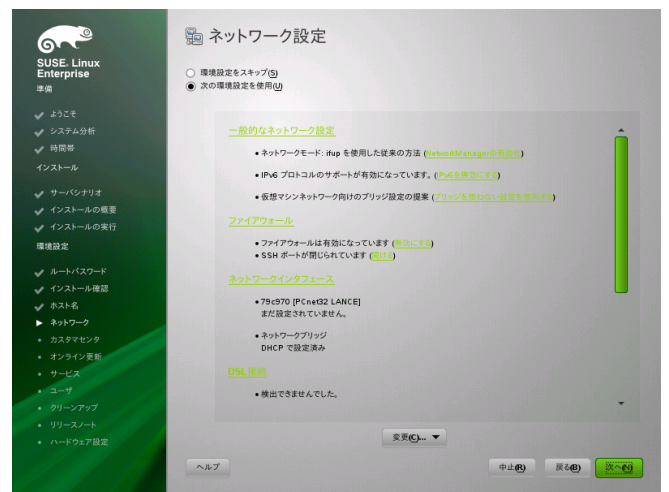 SUSE. Linux
Enterprise
準備
ようこそ
システム分析
時間帯
インストール
サーバシナリオ
インストールの概要
インストールの実行
環境設定
ルートパスワード
インストール確認
ホスト名
ネットワーク
カスタマセンタ
オンライン更新
サービス
ユーザ
クリーンアップ
リリースノート
ハードウェア設定
ネットワーク設定
環境設定をスキップ(S)
次の環境設定を使用(U)
一般的なネットワーク設定
ネットワークモード: ifup を使用した従来の方法 (NetworkManagerの有効化)
IPv6 プロトコルのサポートが有効になっています。(IPv6を無効にする)
仮想マシンネットワーク向けのブリッジ設定の提案 (ブリッジを使わない設定を提案する)
ファイアウォール
ファイアウォールは有効になっています (無効にする)
SSH ポートが閉じられています (開ける)
ネットワークインタフェース
79c970 [PCnet32 LANCE]
まだ設定されていません。
ネットワークブリッジ
DHCP で設定済み
DSL 接続
検出できませんでした。
変更(C)...
ヘルプ
中止(R)
戻る(B)
次へ(N)